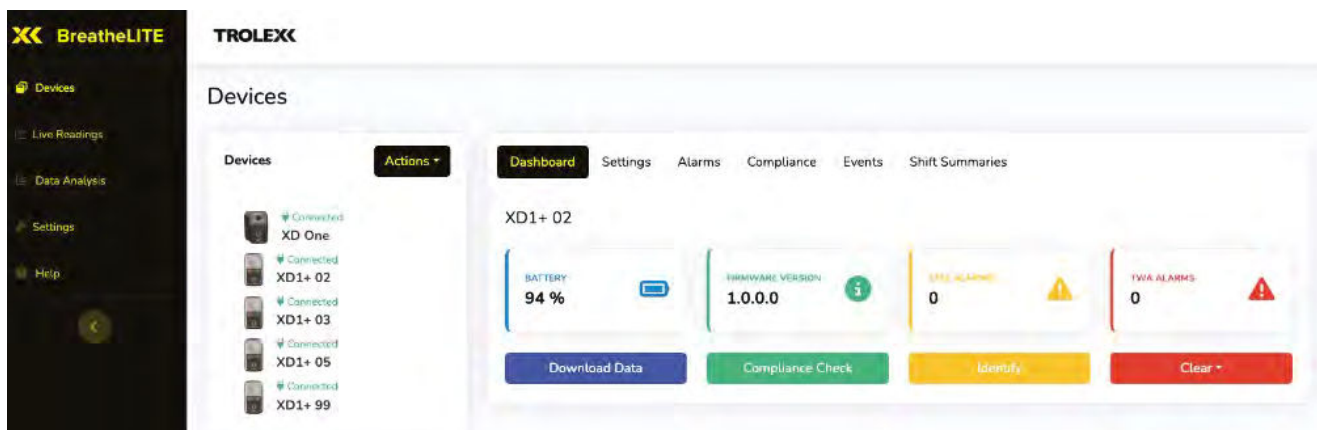 BreatheLITE
TROLEX
Devices
Live Readings
Data Analysis
Settings
Help
Devices
Devices
Actions
Connected
XD One
Connected
XD1+ 02
Connected
XD1+ 03
Connected
XD1+ 05
Connected
XD1+ 99
Dashboard Settings Alarms Compliance Events Shift Summaries
XD1+ 02
BATTERY
94 %
FIRMWARE VERSION
1.0.0.0
ALARMS
0
TWA ALARMS
0
Download Data
Compliance Check
Identify
Clear